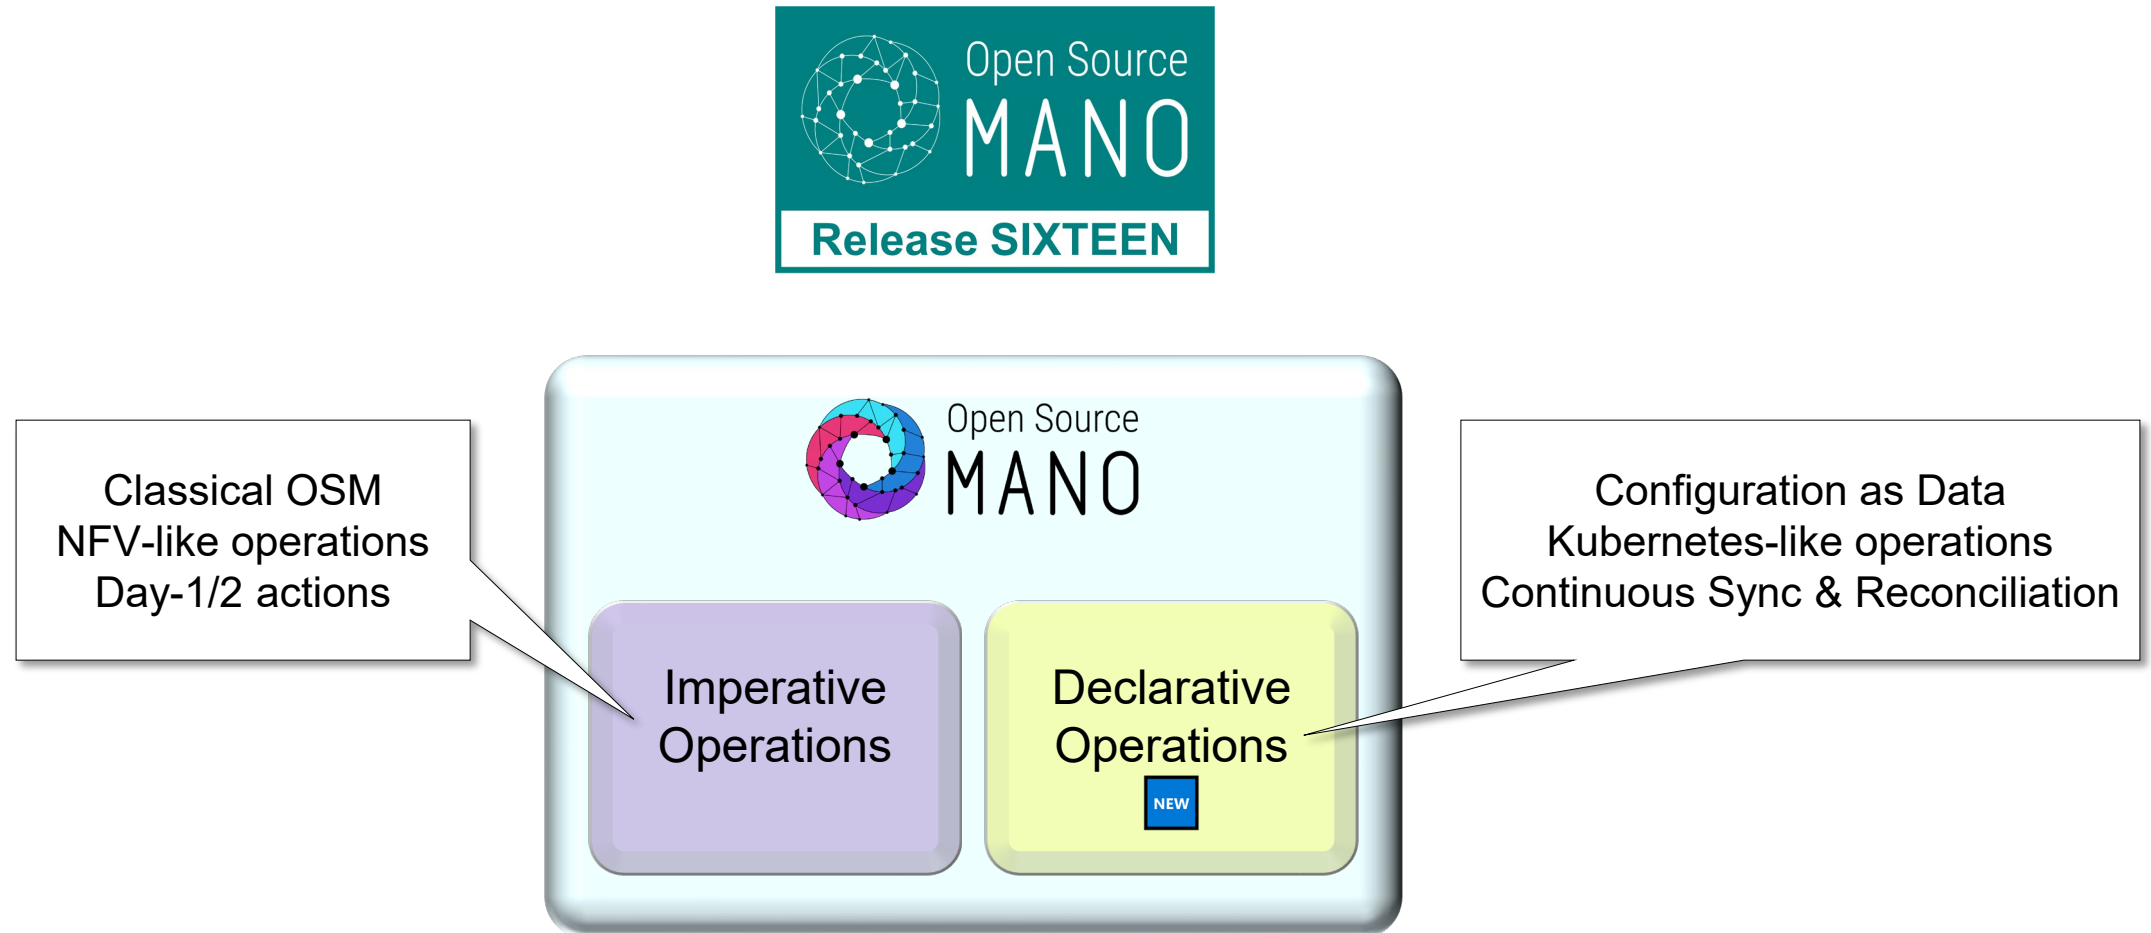 Open Source
MANO
Release SIXTEEN
Open Source
MANO
Classical OSM
NFV-like operations
Day-1/2 actions
Configuration as Data
Kubernetes-like operations
Continuous Sync & Reconciliation
Imperative
Operations
Declarative
Operations
NEW